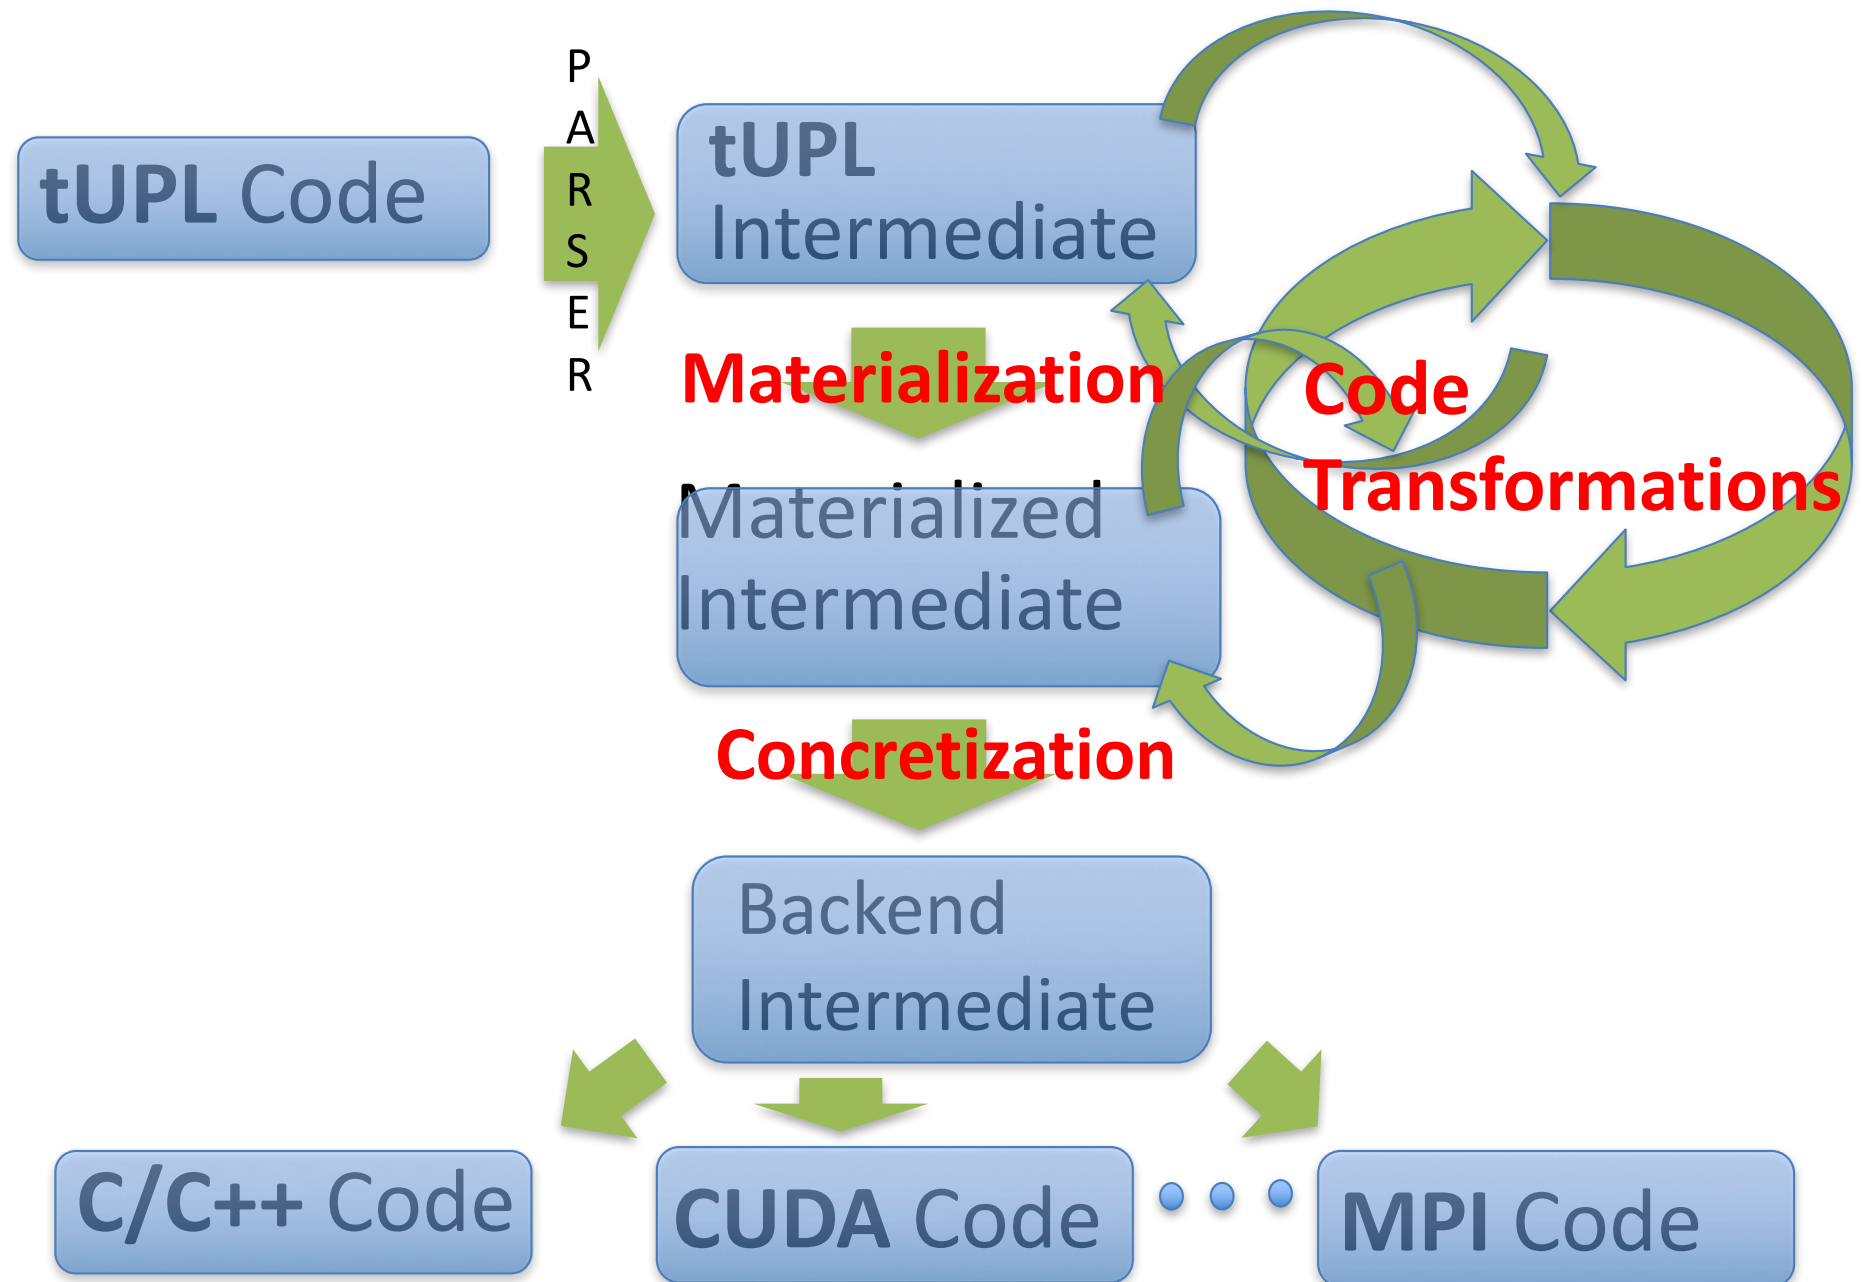 tUPL Code
P
A
R
S
E
R
tUPL
Intermediate
Materialization
Code
Transformations
Materialized
Intermediate
Concretization
Backend
Intermediate
C/C++ Code
CUDA Code
MPI Code